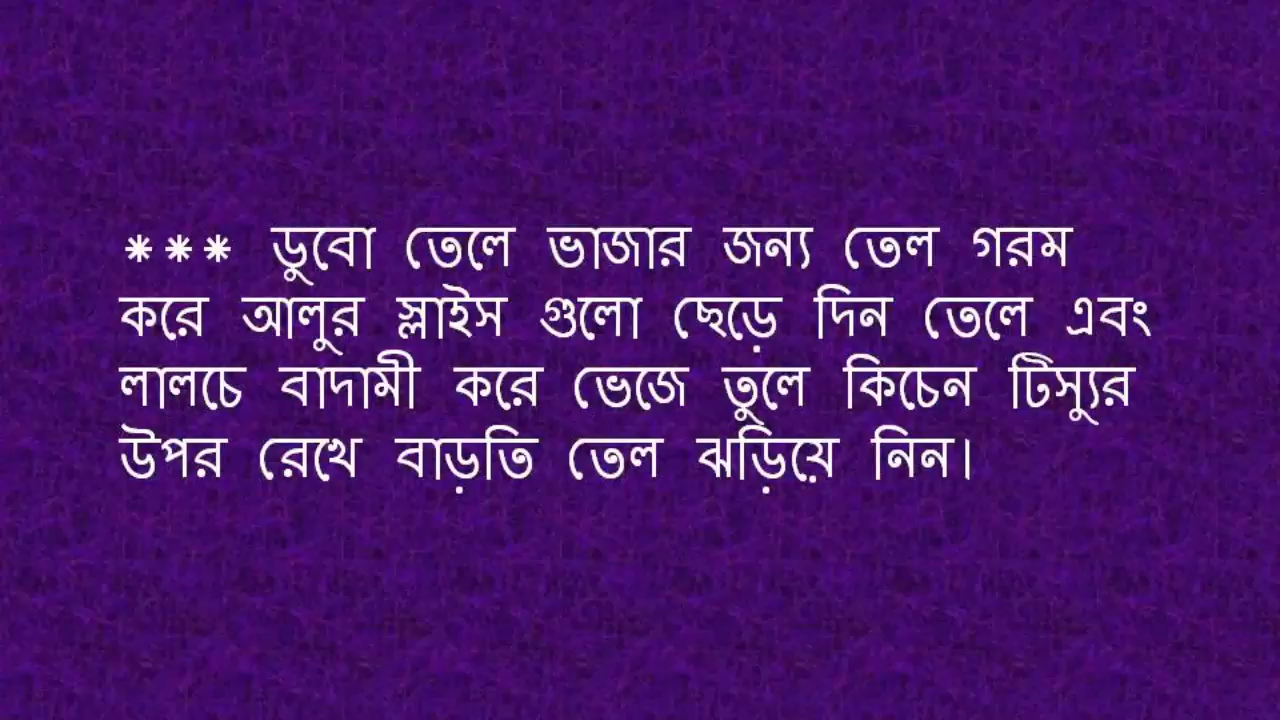 *** ডুবো তেলে ভাজার জন্য তেল গরম
করে আলুর স্লাইস গুলো ছেড়ে দিন তেলে এবং
লালচে বাদামী করে ভেজে তুলে কিচেন টিস্যুর
উপর রেখে বাড়তি তেল ঝড়িয়ে নিন।